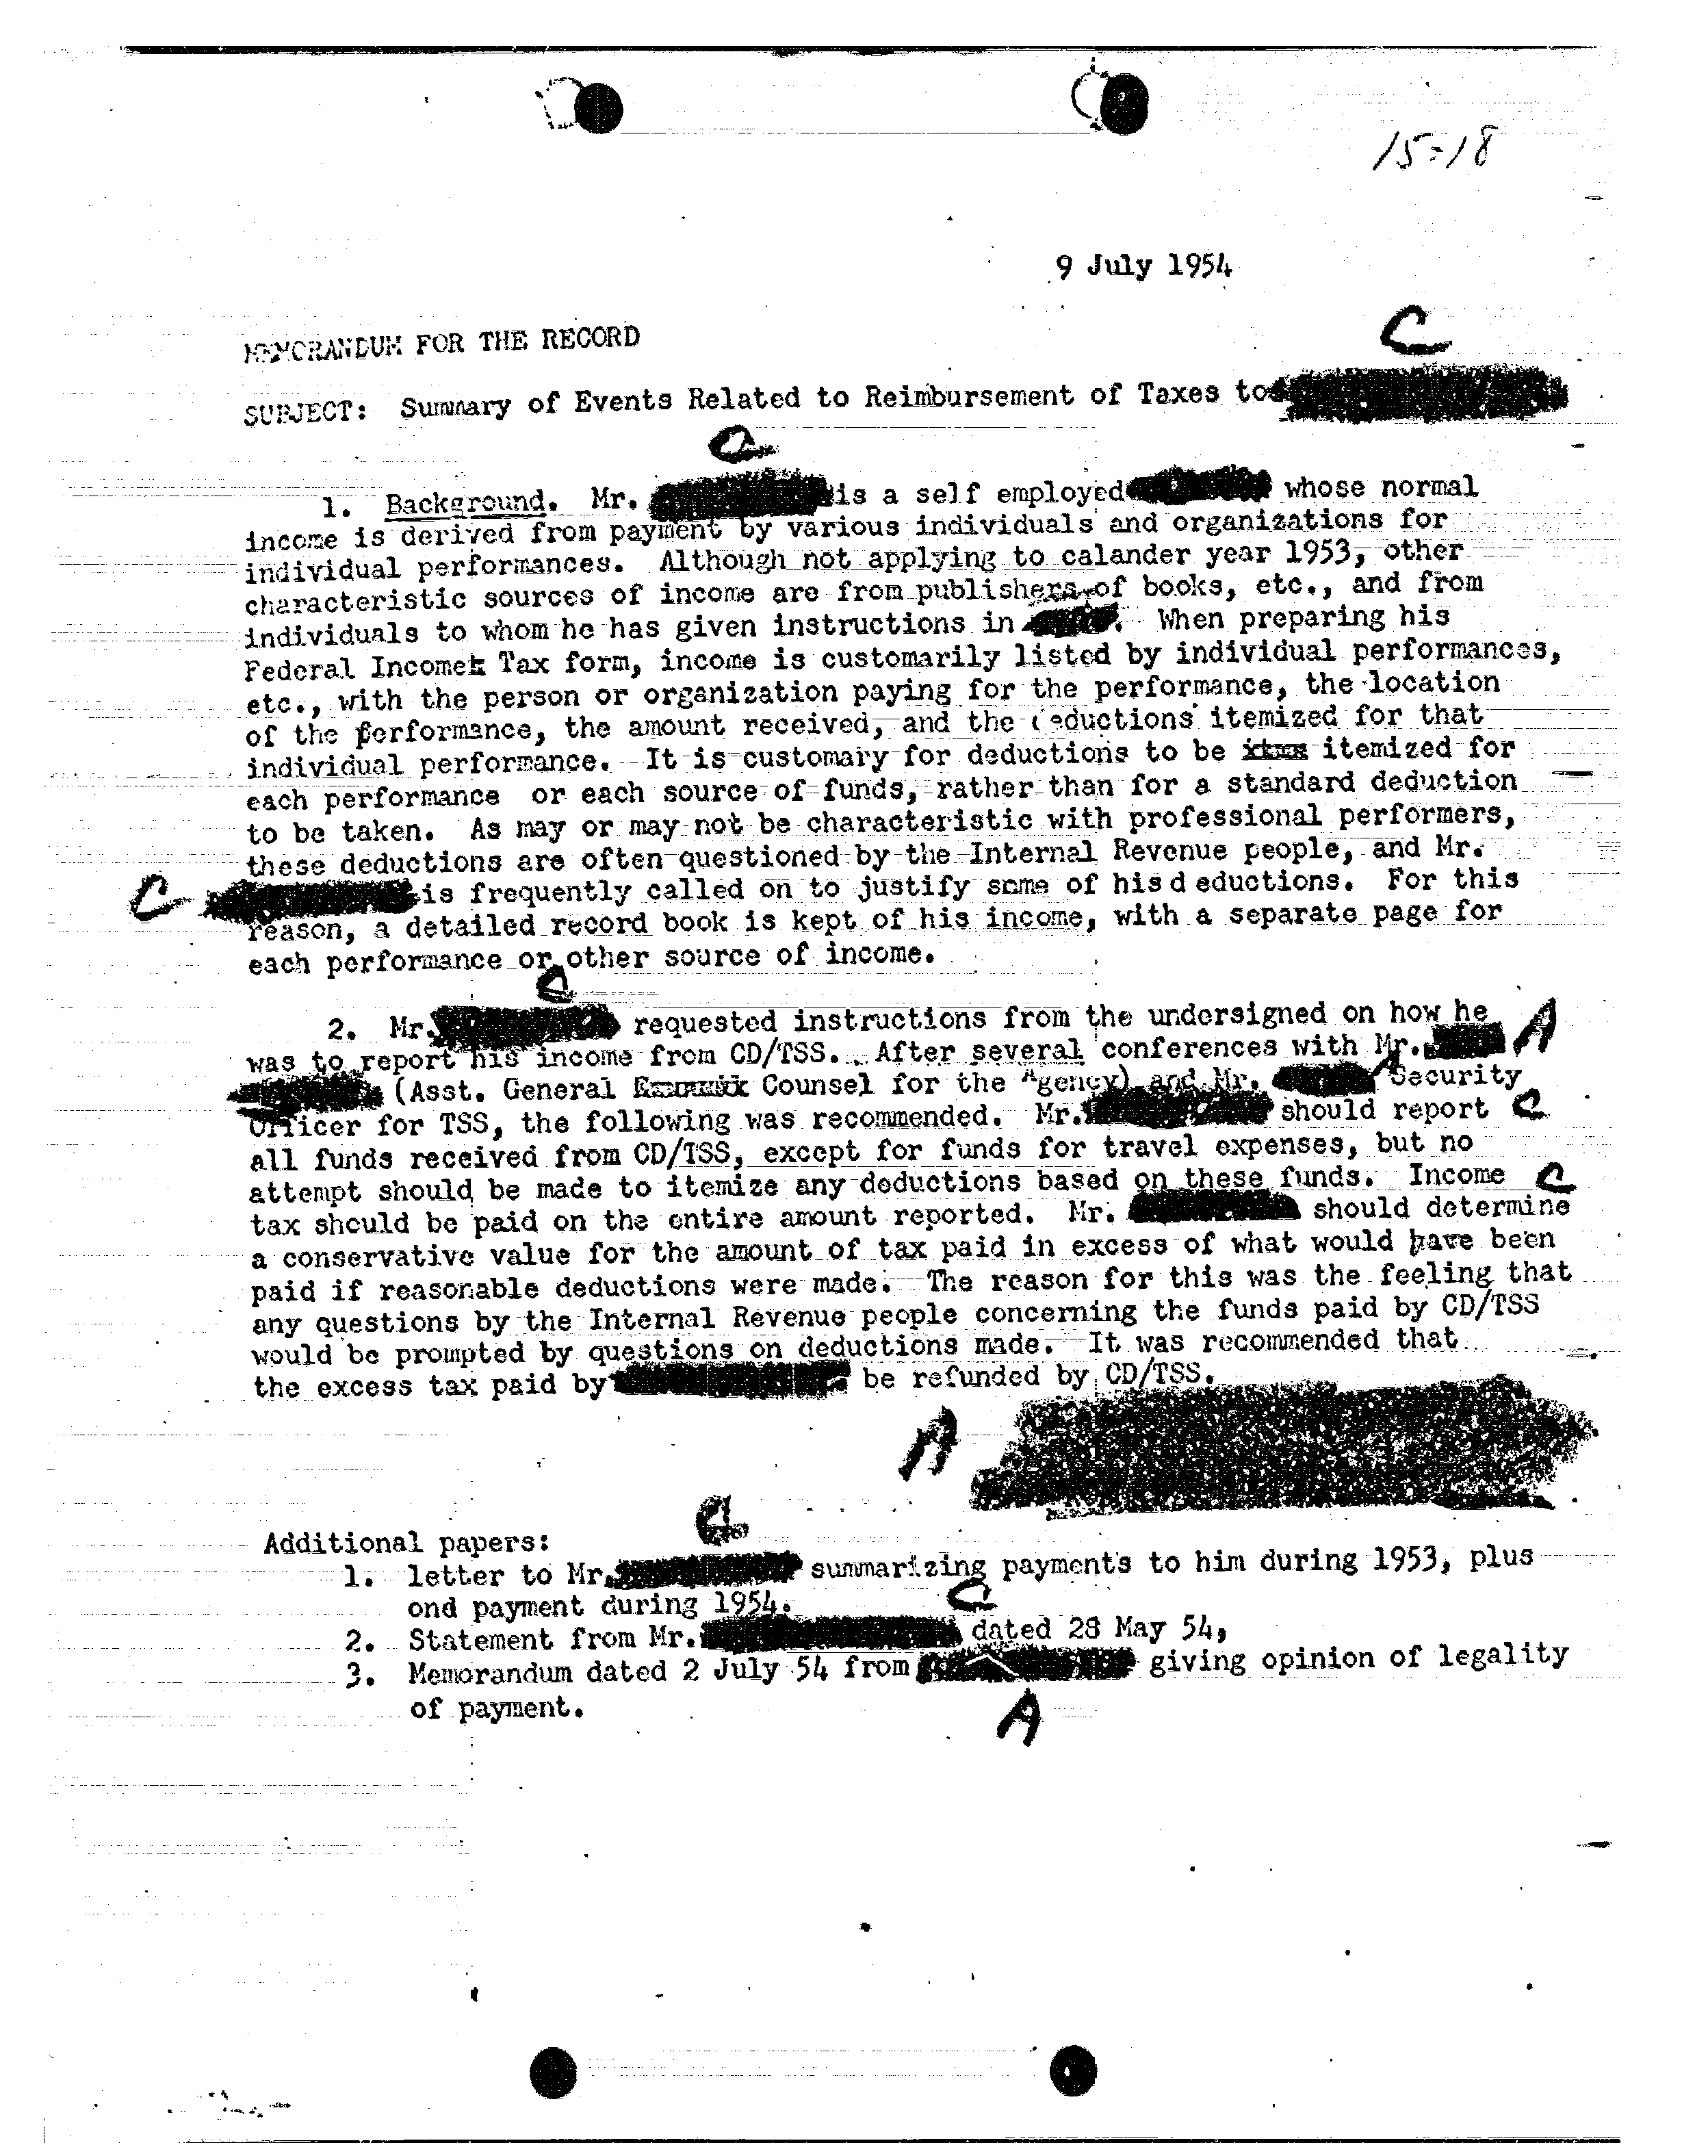 15-18
9 July 1954
C
MEMORANDUM FOR THE RECORD
SUBJECT: Summary of Events Related to Reimbursement of Taxes to
C
1. Background. Mr. is a self employed whose normal
income is derived from payment by various individuals and organizations for
individual performances. Although not applying to calander year 1953, other
characteristic sources of income are from publishers of books, etc., and from
individuals to whom he has given instructions in . When preparing his
Federal Income Tax form, income is customarily listed by individual performances,
etc., with the person or organization paying for the performance, the location
of the performance, the amount received, and the deductions itemized for that
individual performance. It is customary for deductions to be itemized for
each performance or each source of funds, rather than for a standard deduction
to be taken. As may or may not be characteristic with professional performers,
these deductions are often questioned by the Internal Revenue people, and Mr.
C is frequently called on to justify some of his d eductions. For this
reason, a detailed record book is kept of his income, with a separate page for
each performance or other source of income.
C
2. Mr. requested instructions from the undersigned on how he A
was to report his income from CD/TSS. After several conferences with Mr.
(Asst. General Counsel for the Agency) and Mr. A Security
Officer for TSS, the following was recommended. Mr. should report C
all funds received from CD/TSS, except for funds for travel expenses, but no
attempt should be made to itemize any deductions based on these funds. Income C
tax should be paid on the entire amount reported. Mr. should determine
a conservative value for the amount of tax paid in excess of what would have been
paid if reasonable deductions were made. The reason for this was the feeling that
any questions by the Internal Revenue people concerning the funds paid by CD/TSS
would be prompted by questions on deductions made. It was recommended that
the excess tax paid by be refunded by CD/TSS.
A
C
Additional papers:
1. letter to Mr. summarizing payments to him during 1953, plus
ond payment during 1954. C
2. Statement from Mr. dated 28 May 54,
3. Memorandum dated 2 July 54 from giving opinion of legality
of payment.
A